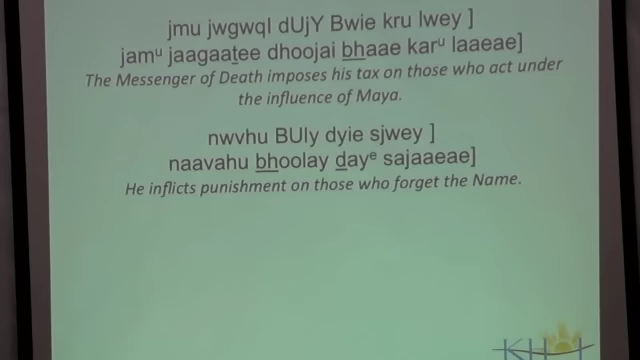 jmu jwgwqI dUjY Bwie kru lwey ]
jamᵘ jaagaatee dhoojai bhaae karᵘ laaeae]
The Messenger of Death imposes his tax on those who act under
the influence of Maya.
nwvhu BUly dyie sjwey ]
naavahu bhoolay dayᵉ sajaaeae]
He inflicts punishment on those who forget the Name.